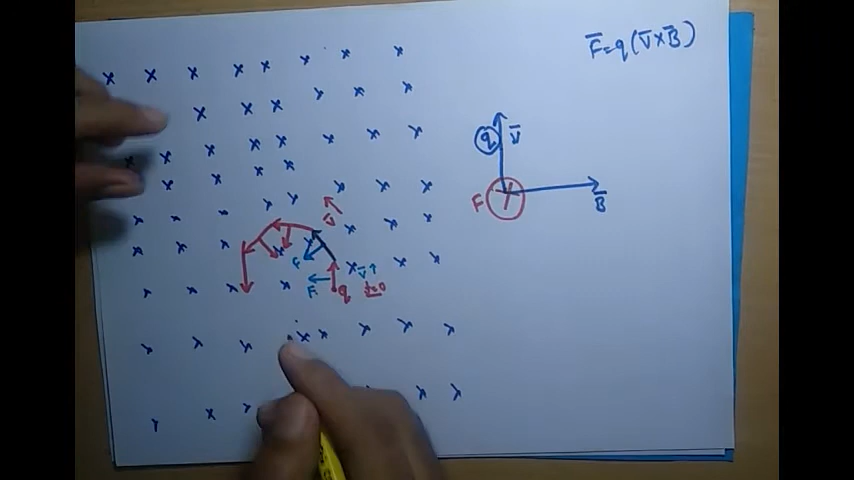 F̄=q(V̄×B̄)
q V̄
F B̄
V̄
F V̄↑
F q t=0